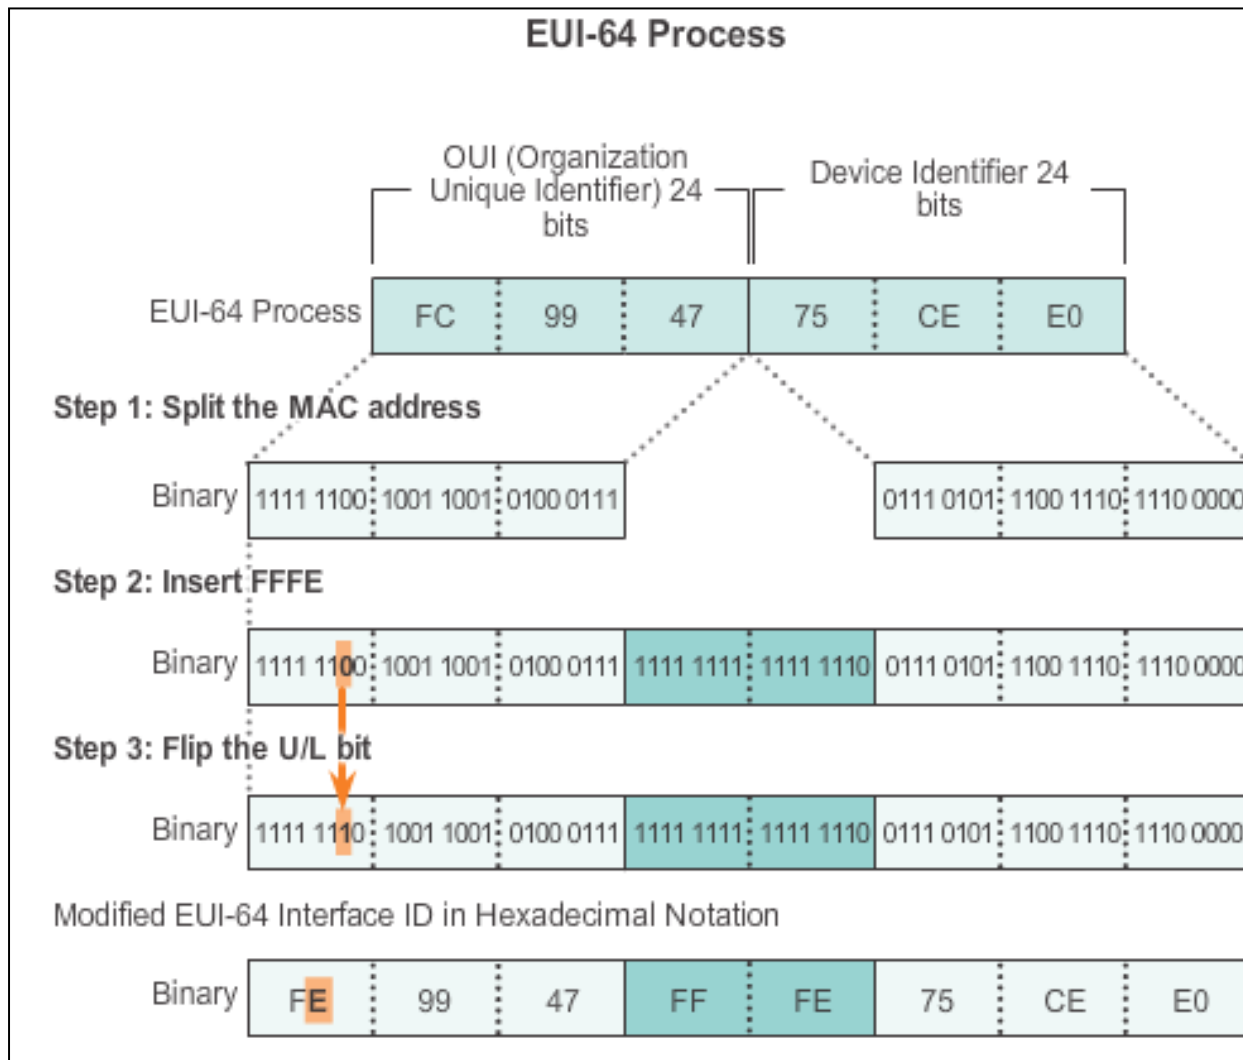 EUI-64 Process
OUI (Organization
Unique Identifier) 24
bits
Device Identifier 24
bits
EUI-64 Process FC 99 47 75 CE E0
Step 1: Split the MAC address
Binary 1111 1100 1001 1001 0100 0111 0111 0101 1100 1110 1110 0000
Step 2: Insert FFFE
Binary 1111 1100 1001 1001 0100 0111 1111 1111 1111 1110 0111 0101 1100 1110 1110 0000
Step 3: Flip the U/L bit
Binary 1111 1110 1001 1001 0100 0111 1111 1111 1111 1110 0111 0101 1100 1110 1110 0000
Modified EUI-64 Interface ID in Hexadecimal Notation
Binary FE 99 47 FF FE 75 CE E0